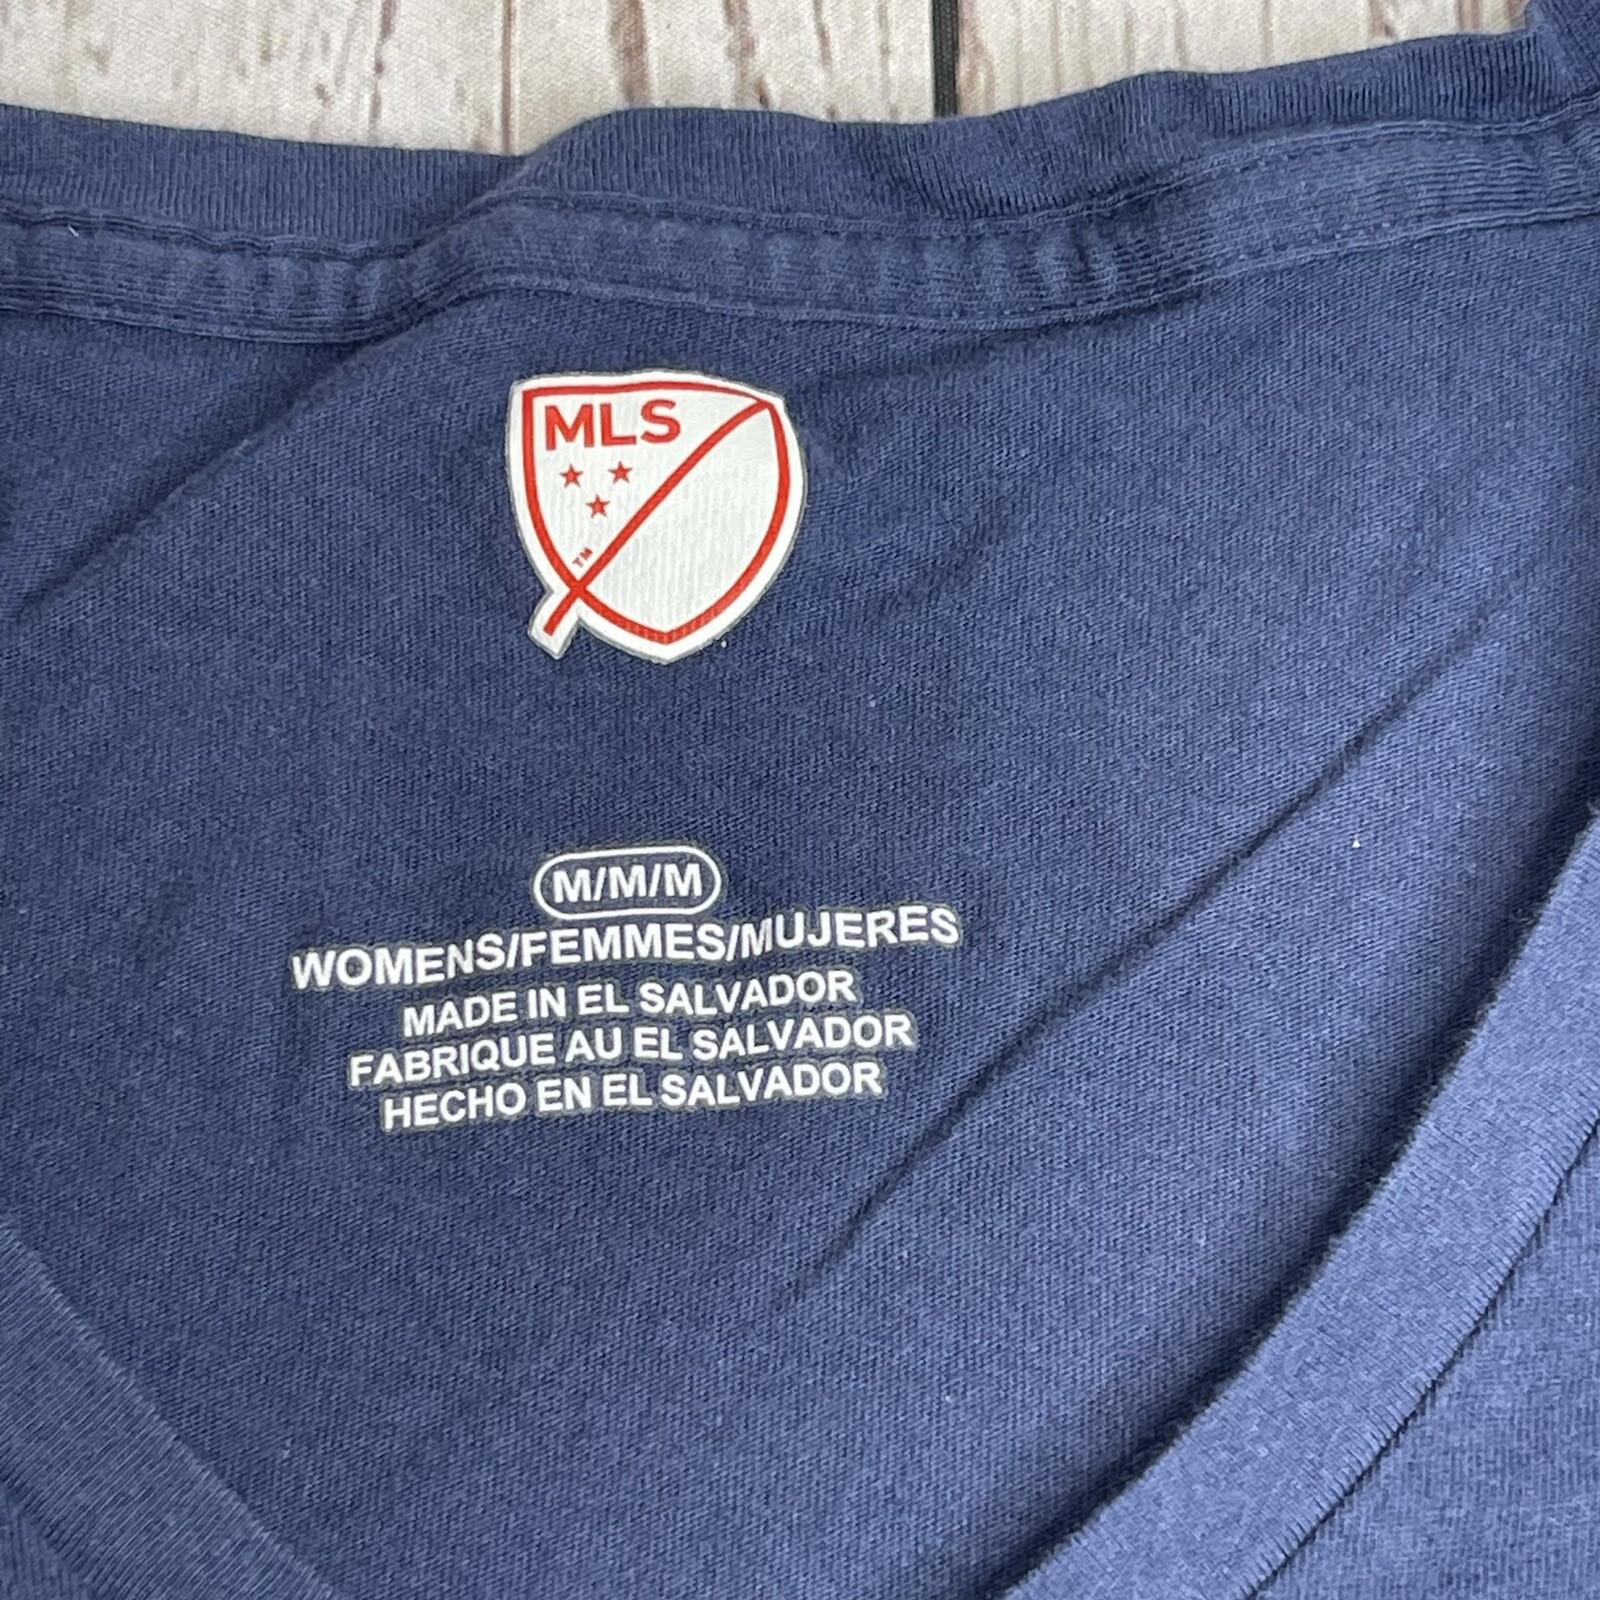 MLS
TM
M/M/M
WOMENS/FEMMES/MUJERES
MADE IN EL SALVADOR
FABRIQUE AU EL SALVADOR
HECHO EN EL SALVADOR